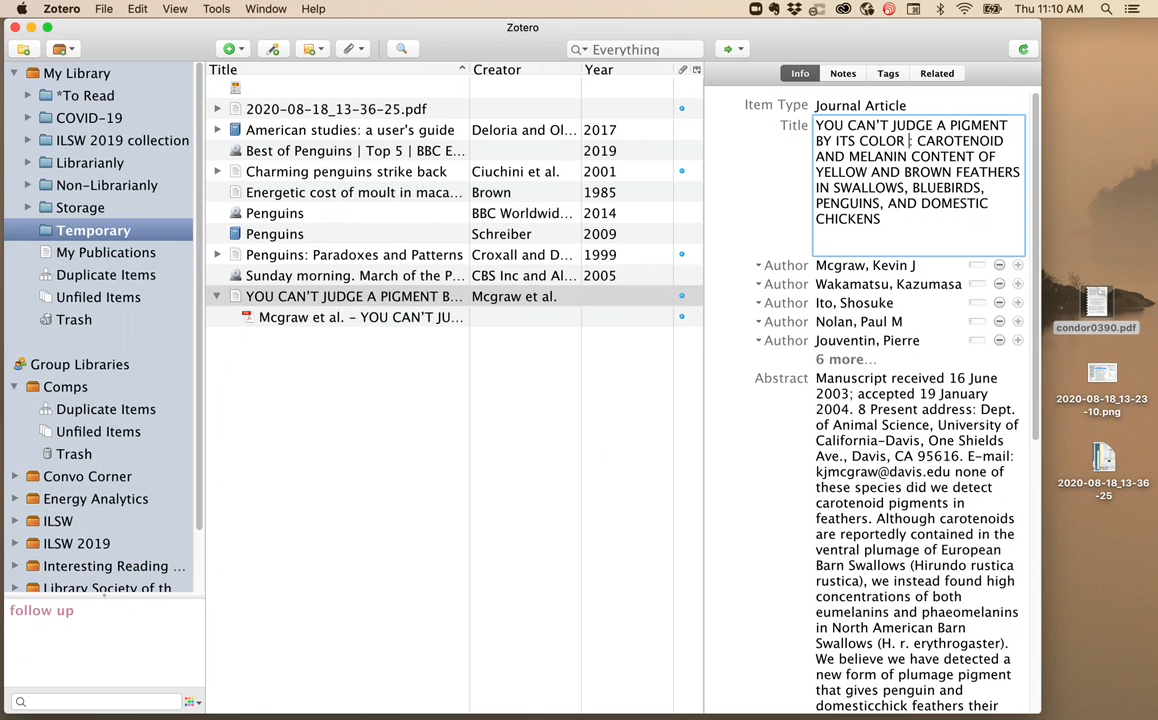 Zotero File Edit View Tools Window Help Thu 11:10 AM
Zotero
Everything
My Library
*To Read
COVID-19
ILSW 2019 collection
Librarianly
Non-Librarianly
Storage
Temporary
My Publications
Duplicate Items
Unfiled Items
Trash
Group Libraries
Comps
Duplicate Items
Unfiled Items
Trash
Convo Corner
Energy Analytics
ILSW
ILSW 2019
Interesting Reading ...
Library Society of th
follow up
Title Creator Year
2020-08-18_13-36-25.pdf
American studies: a user's guide Deloria and Ol... 2017
Best of Penguins | Top 5 | BBC E... 2019
Charming penguins strike back Ciuchini et al. 2001
Energetic cost of moult in maca... Brown 1985
Penguins BBC Worldwid... 2014
Penguins Schreiber 2009
Penguins: Paradoxes and Patterns Croxall and D... 1999
Sunday morning. March of the P... CBS Inc and Al... 2005
YOU CAN'T JUDGE A PIGMENT B... Mcgraw et al.
Mcgraw et al. - YOU CAN'T JU...
Info Notes Tags Related
Item Type Journal Article
Title YOU CAN'T JUDGE A PIGMENT
BY ITS COLOR : CAROTENOID
AND MELANIN CONTENT OF
YELLOW AND BROWN FEATHERS
IN SWALLOWS, BLUEBIRDS,
PENGUINS, AND DOMESTIC
CHICKENS
Author Mcgraw, Kevin J
Author Wakamatsu, Kazumasa
Author Ito, Shosuke
Author Nolan, Paul M
Author Jouventin, Pierre
6 more...
Abstract Manuscript received 16 June
2003; accepted 19 January
2004. 8 Present address: Dept.
of Animal Science, University of
California-Davis, One Shields
Ave., Davis, CA 95616. E-mail:
kjmcgraw@davis.edu none of
these species did we detect
carotenoid pigments in
feathers. Although carotenoids
are reportedly contained in the
ventral plumage of European
Barn Swallows (Hirundo rustica
rustica), we instead found high
concentrations of both
eumelanins and phaeomelanins
in North American Barn
Swallows (H. r. erythrogaster).
We believe we have detected a
new form of plumage pigment
that gives penguin and
domesticchick feathers their
condor0390.pdf
2020-08-18_13-23
-10.png
2020-08-18_13-36
-25